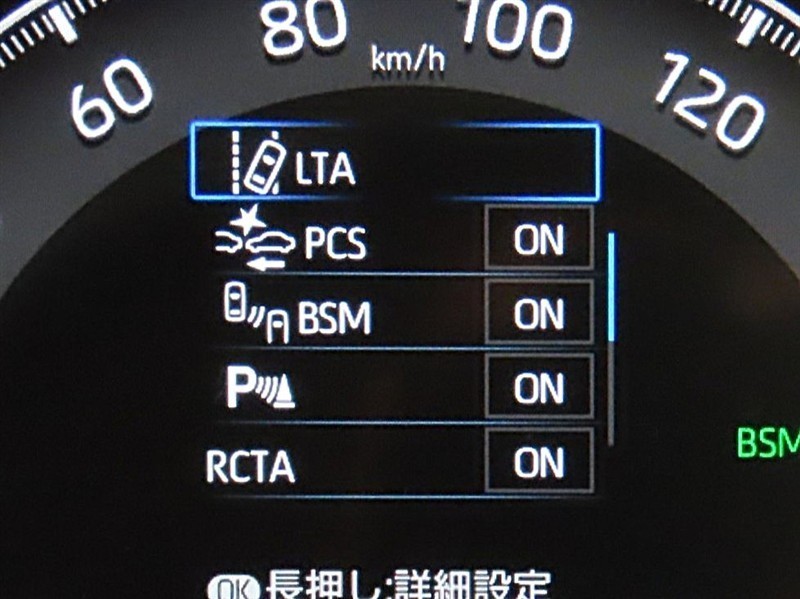 60 80 100 120
km/h
LTA
PCS ON
BSM ON
P ON
RCTA ON
BSM
OK 長押し:詳細設定